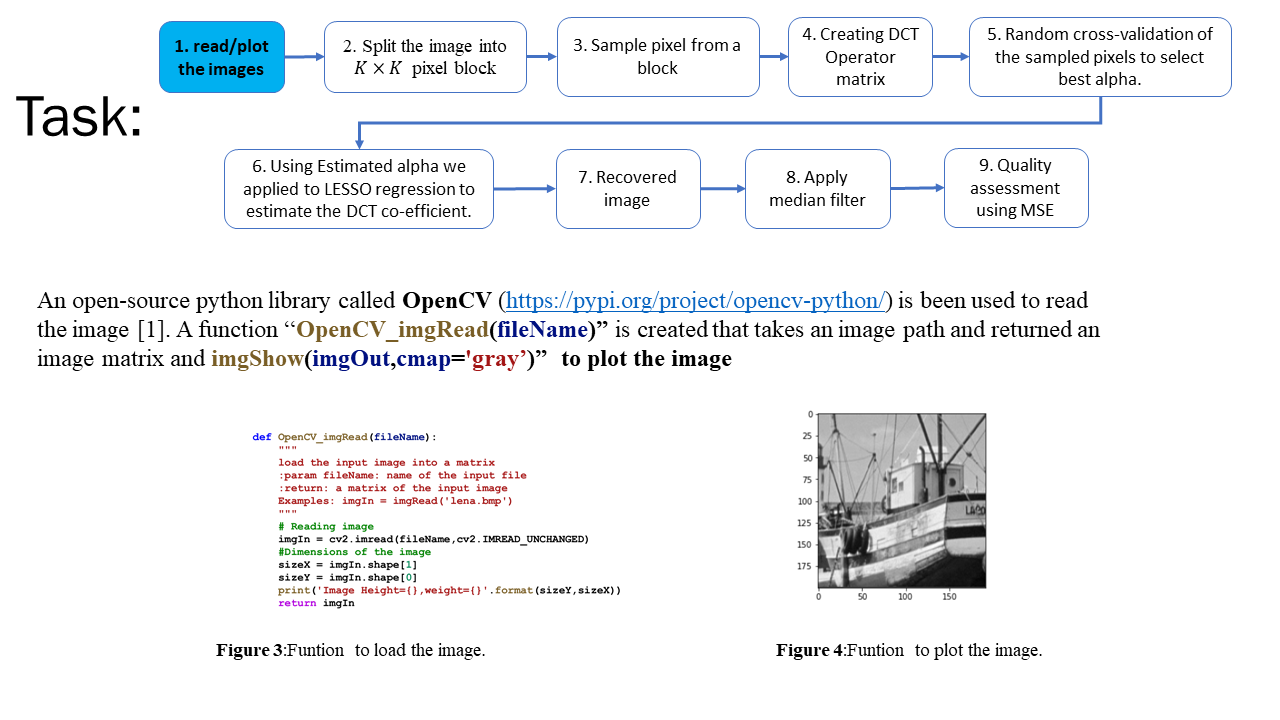 Task:
1. read/plot
the images
2. Split the image into
K × K pixel block
3. Sample pixel from a
block
4. Creating DCT
Operator
matrix
5. Random cross-validation of
the sampled pixels to select
best alpha.
6. Using Estimated alpha we
applied to LESSO regression to
estimate the DCT co-efficient.
7. Recovered
image
8. Apply
median filter
9. Quality
assessment
using MSE
An open-source python library called OpenCV (https://pypi.org/project/opencv-python/) is been used to read
the image [1]. A function “OpenCV_imgRead(fileName)” is created that takes an image path and returned an
image matrix and imgShow(imgOut,cmap='gray’)” to plot the image
def OpenCV_imgRead(fileName):
"""
load the input image into a matrix
:param fileName: name of the input file
:return: a matrix of the input image
Examples: imgIn = imgRead('lena.bmp')
"""
# Reading image
imgIn = cv2.imread(fileName,cv2.IMREAD_UNCHANGED)
#Dimensions of the image
sizeX = imgIn.shape[1]
sizeY = imgIn.shape[0]
print('Image Height={},weight={}'.format(sizeY,sizeX))
return imgIn
0
25
50
75
100
125
150
175
0 50 100 150
Figure 3:Funtion to load the image.
Figure 4:Funtion to plot the image.